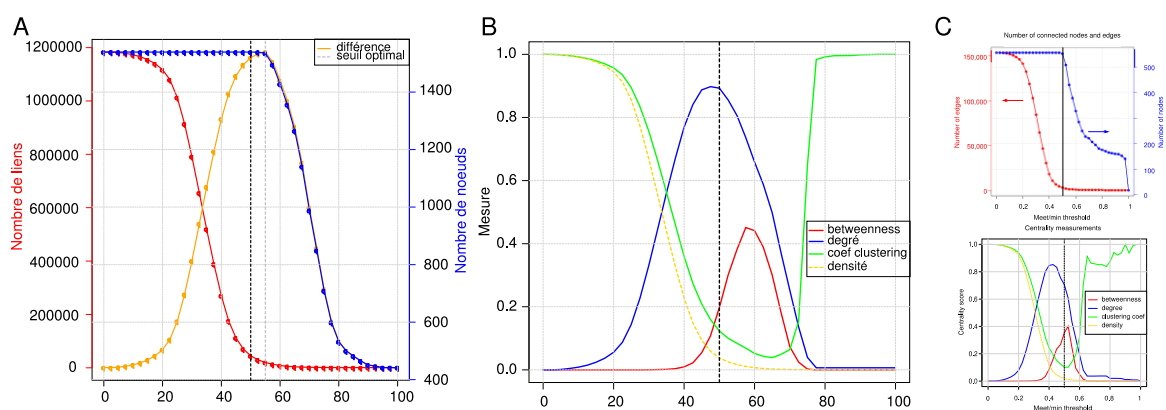 A
1200000
1000000
800000
600000
400000
200000
0
Nombre de liens
différence
seuil optimal
1400
1200
1000
800
600
400
Nombre de noeuds
0 20 40 60 80 100
B
1.0
0.8
0.6
0.4
0.2
0.0
Mesure
betweenness
degré
coef clustering
densité
0 20 40 60 80 100
C
Number of connected nodes and edges
150,000
100,000
50,000
0
Number of edges
500
400
300
200
100
0
Number of nodes
0 0.2 0.4 0.6 0.8 1
Meet/min threshold
Centrality measurements
1.0
0.8
0.6
0.4
0.2
0.0
Centrality score
betweenness
degree
clustering coef
density
0 0.2 0.4 0.6 0.8 1
Meet/min threshold